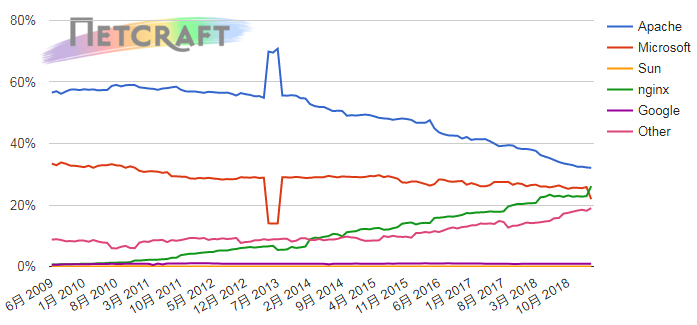 NETCRAFT
80%
60%
40%
20%
0%
Apache
Microsoft
Sun
nginx
Google
Other
6月 2009
1月 2010
8月 2010
3月 2011
10月 2011
5月 2012
12月 2012
7月 2013
2月 2014
9月 2014
4月 2015
11月 2015
6月 2016
1月 2017
8月 2017
3月 2018
10月 2018